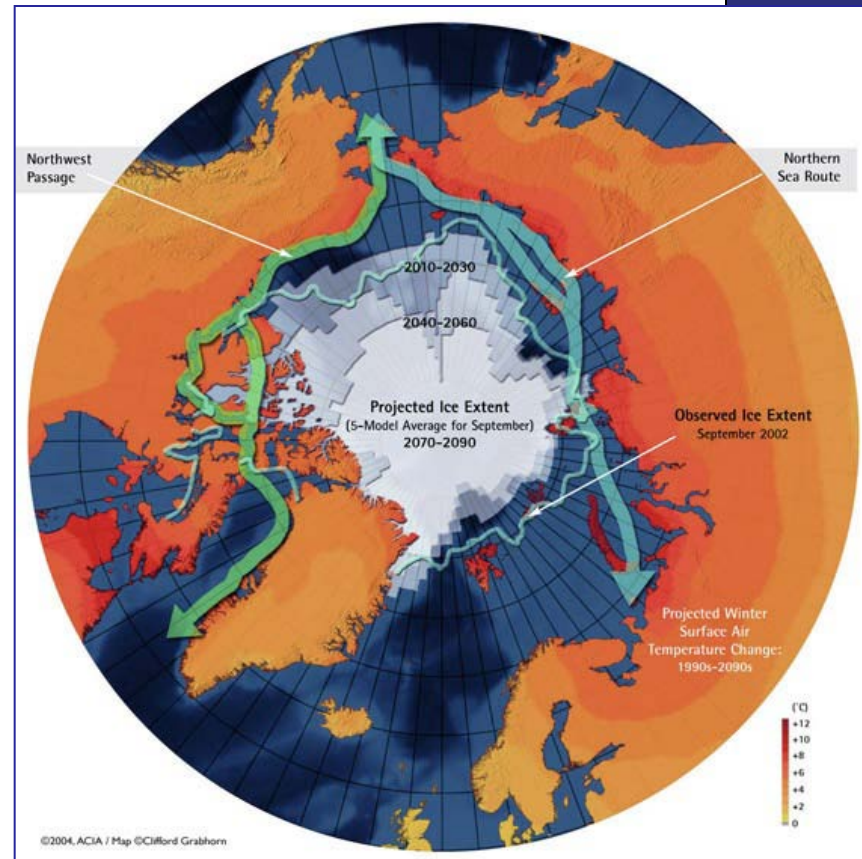 Northwest
Passage
Northern
Sea Route
2010–2030
2040–2060
Projected Ice Extent
(5-Model Average for September)
2070-2090
Observed Ice Extent
September 2002
Projected Winter
Surface Air
Temperature Change:
1990s-2090s
(˚C)
+12
+10
+8
+6
+4
+2
0
©2004, ACIA / Map ©Clifford Grabhorn